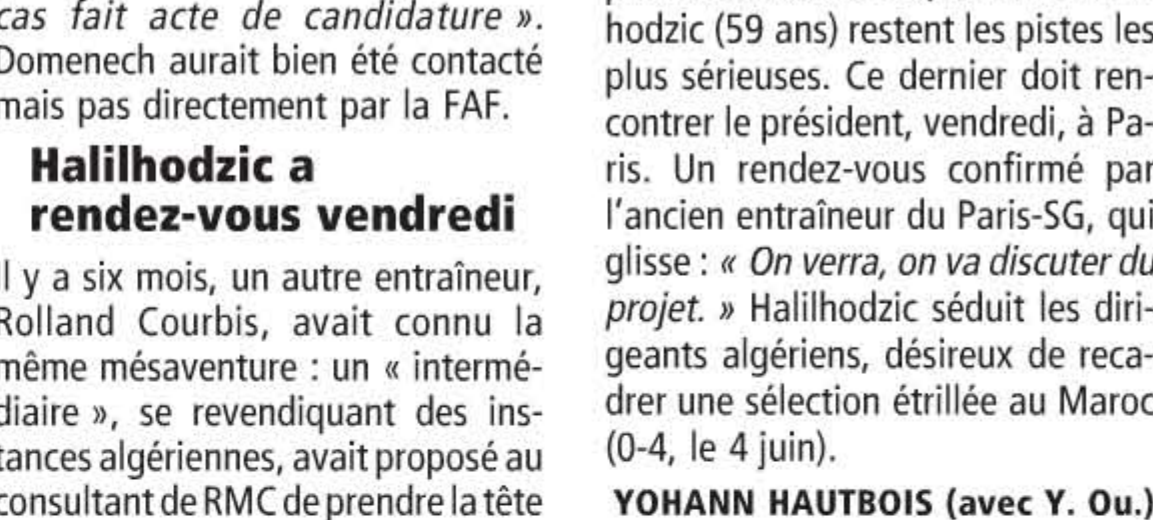 cas fait acte de candidature ».
Domenech aurait bien été contacté
mais pas directement par la FAF.
Halilhodzic a
rendez-vous vendredi
Il y a six mois, un autre entraîneur,
Rolland Courbis, avait connu la
même mésaventure : un « intermé-
diaire », se revendiquant des ins-
tances algériennes, avait proposé au
consultant de RMC de prendre la tête
hodzic (59 ans) restent les pistes les
plus sérieuses. Ce dernier doit ren-
contrer le président, vendredi, à Pa-
ris. Un rendez-vous confirmé par
l'ancien entraîneur du Paris-SG, qui
glisse : « On verra, on va discuter du
projet. » Halilhodzic séduit les diri-
geants algériens, désireux de reca-
drer une sélection étrillée au Maroc
(0-4, le 4 juin).
YOHANN HAUTBOIS (avec Y. Ou.)